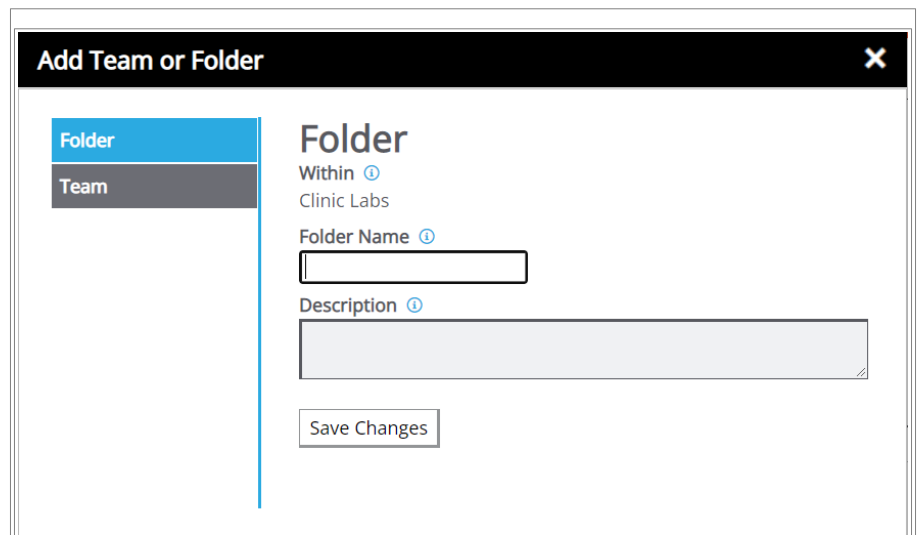 Add Team or Folder
Folder
Team
Folder
Within
Clinic Labs
Folder Name
Description
Save Changes